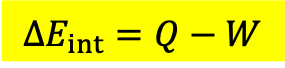 ΔE_int = Q − W